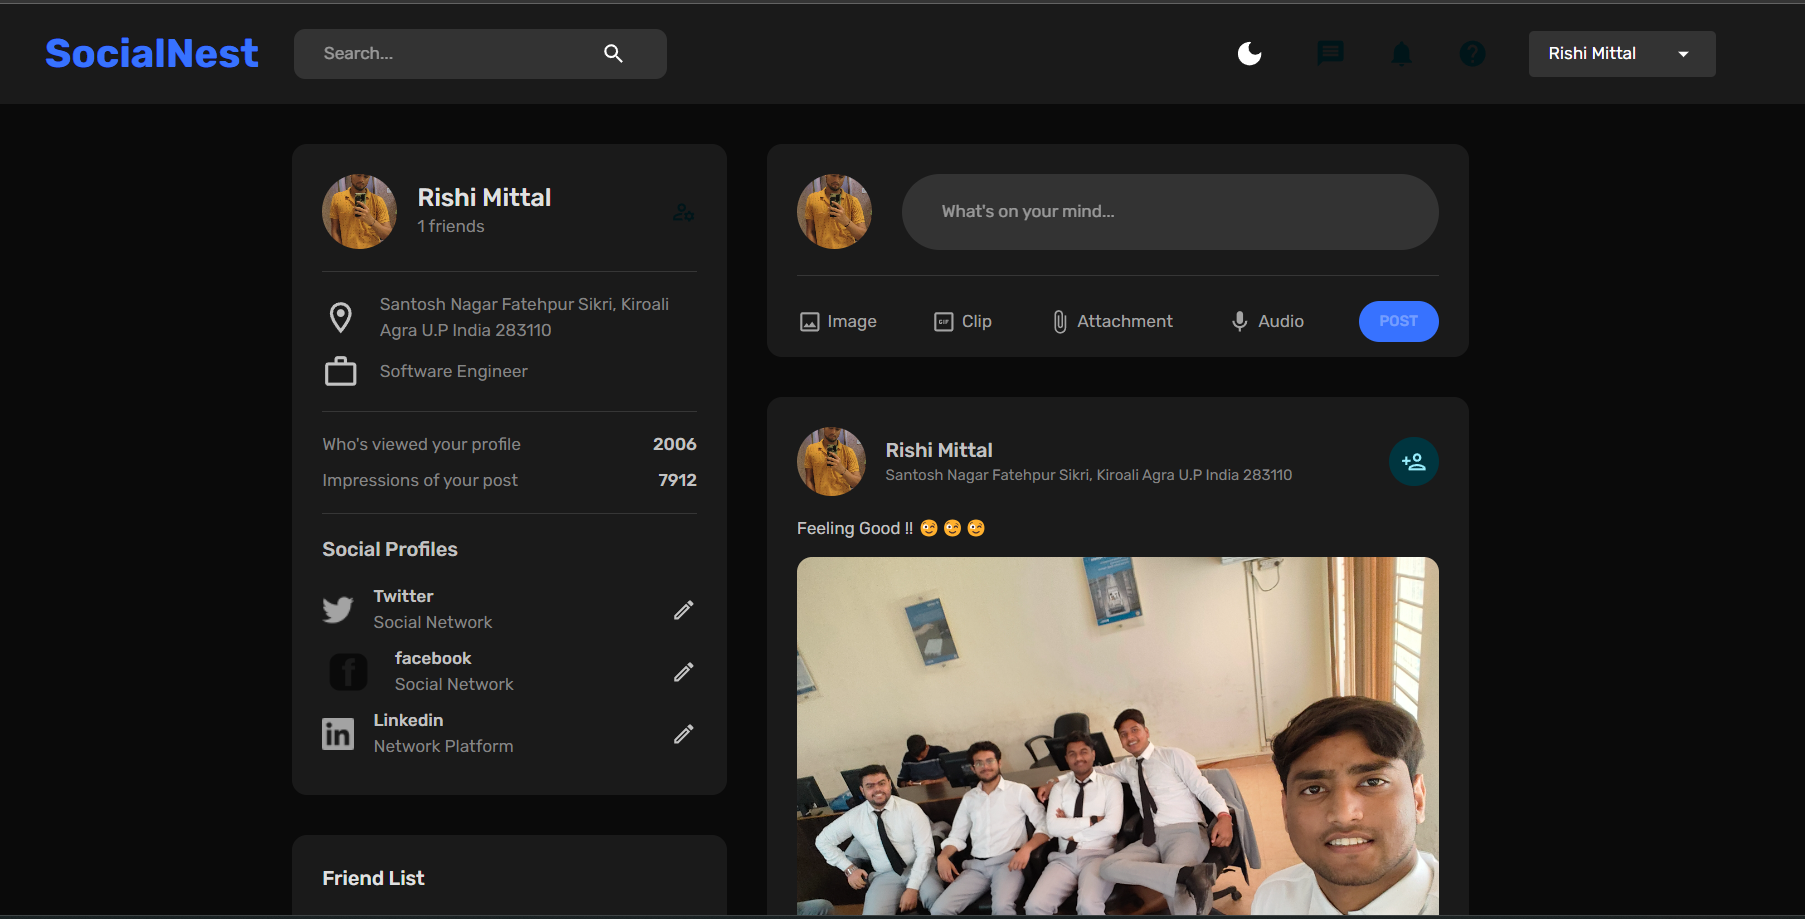 SocialNest
Search...
Rishi Mittal
Rishi Mittal
1 friends
Santosh Nagar Fatehpur Sikri, Kiroali
Agra U.P India 283110
Software Engineer
Who's viewed your profile 2006
Impressions of your post 7912
Social Profiles
Twitter
Social Network
facebook
Social Network
Linkedin
Network Platform
Friend List
What's on your mind...
Image
GIF Clip
Attachment
Audio
POST
Rishi Mittal
Santosh Nagar Fatehpur Sikri, Kiroali Agra U.P India 283110
Feeling Good !! 😉 😉 😉